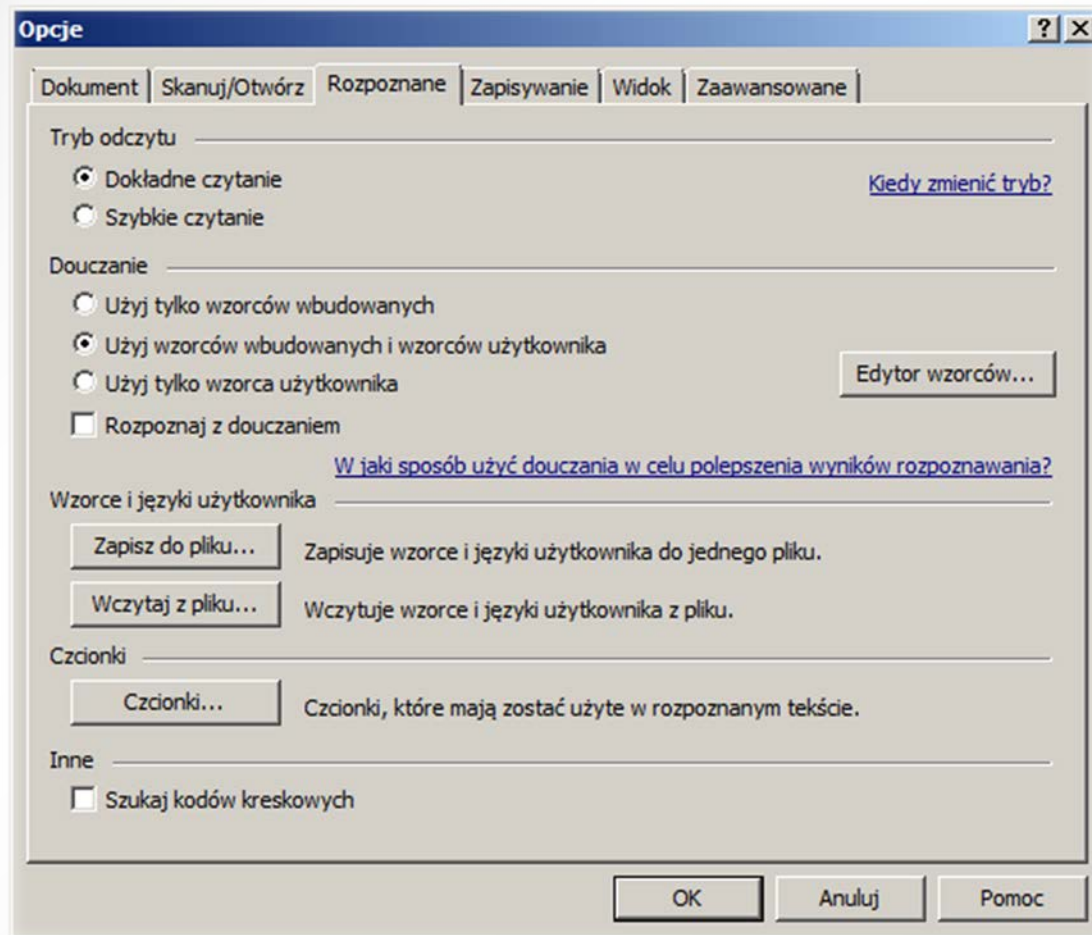 Opcje
Dokument Skanuj/Otwórz Rozpoznane Zapisywanie Widok Zaawansowane
Tryb odczytu
Dokładne czytanie
Kiedy zmienić tryb?
Szybkie czytanie
Douczanie
Użyj tylko wzorców wbudowanych
Użyj wzorców wbudowanych i wzorców użytkownika
Edytor wzorców...
Użyj tylko wzorca użytkownika
Rozpoznaj z douczaniem
W jaki sposób użyć douczania w celu polepszenia wyników rozpoznawania?
Wzorce i języki użytkownika
Zapisz do pliku... Zapisuje wzorce i języki użytkownika do jednego pliku.
Wczytaj z pliku... Wczytuje wzorce i języki użytkownika z pliku.
Czcionki
Czcionki... Czcionki, które mają zostać użyte w rozpoznanym tekście.
Inne
Szukaj kodów kreskowych
OK Anuluj Pomoc